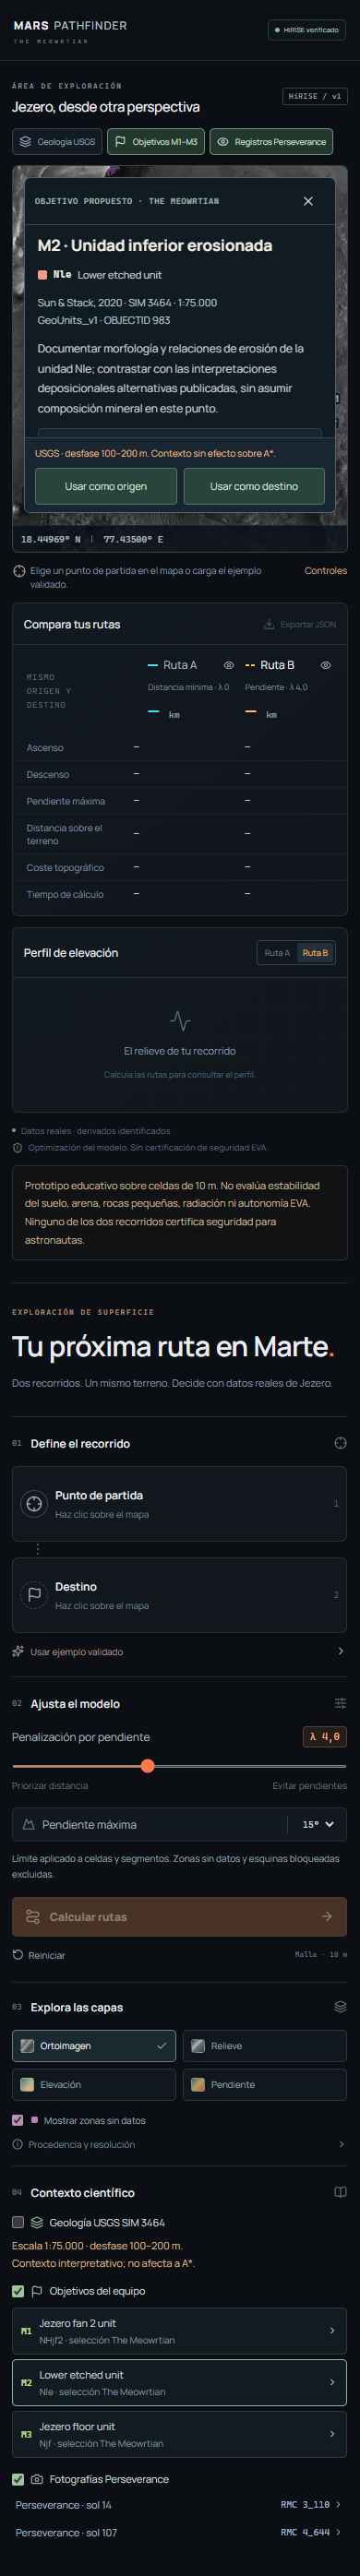 MARS PATHFINDER
THE MEOWRTIAN
HiRISE verificado
ÁREA DE EXPLORACIÓN
Jezero, desde otra perspectiva
HiRISE / v1
Geología USGS
Objetivos M1–M3
Registros Perseverance
OBJETIVO PROPUESTO · THE MEOWRTIAN
M2 · Unidad inferior erosionada
Nle Lower etched unit
Sun & Stack, 2020 · SIM 3464 · 1:75.000
GeoUnits_v1 · OBJECTID 983
Documentar morfología y relaciones de erosión de la
unidad Nle; contrastar con las interpretaciones
deposicionales alternativas publicadas, sin asumir
composición mineral en este punto.
USGS · desfase 100–200 m. Contexto sin efecto sobre A*.
Usar como origen
Usar como destino
18.44969° N | 77.43500° E
Elige un punto de partida en el mapa o carga el ejemplo
validado.
Controles
Compara tus rutas
Exportar JSON
MISMO
ORIGEN Y
DESTINO
Ruta A
Distancia mínima · λ 0
— km
Ruta B
Pendiente · λ 4,0
— km
Ascenso — —
Descenso — —
Pendiente máxima — —
Distancia sobre el
terreno — —
Coste topográfico — —
Tiempo de cálculo — —
Perfil de elevación
Ruta A
Ruta B
El relieve de tu recorrido
Calcula las rutas para consultar el perfil.
Datos reales · derivados identificados
Optimización del modelo. Sin certificación de seguridad EVA.
Prototipo educativo sobre celdas de 10 m. No evalúa estabilidad
del suelo, arena, rocas pequeñas, radiación ni autonomía EVA.
Ninguno de los dos recorridos certifica seguridad para
astronautas.
EXPLORACIÓN DE SUPERFICIE
Tu próxima ruta en Marte.
Dos recorridos. Un mismo terreno. Decide con datos reales de Jezero.
01 Define el recorrido
Punto de partida
Haz clic sobre el mapa
1
Destino
Haz clic sobre el mapa
2
Usar ejemplo validado
02 Ajusta el modelo
Penalización por pendiente
λ 4,0
Priorizar distancia
Evitar pendientes
Pendiente máxima
15°
Límite aplicado a celdas y segmentos. Zonas sin datos y esquinas bloqueadas
excluidas.
Calcular rutas
Reiniciar
Malla · 10 m
03 Explora las capas
Ortoimagen
Relieve
Elevación
Pendiente
Mostrar zonas sin datos
Procedencia y resolución
04 Contexto científico
Geología USGS SIM 3464
Escala 1:75.000 · desfase 100–200 m.
Contexto interpretativo; no afecta a A*.
Objetivos del equipo
M1 Jezero fan 2 unit
NHjf2 · selección The Meowrtian
M2 Lower etched unit
Nle · selección The Meowrtian
M3 Jezero floor unit
Njf · selección The Meowrtian
Fotografías Perseverance
Perseverance · sol 14
RMC 3_110
Perseverance · sol 107
RMC 4_644